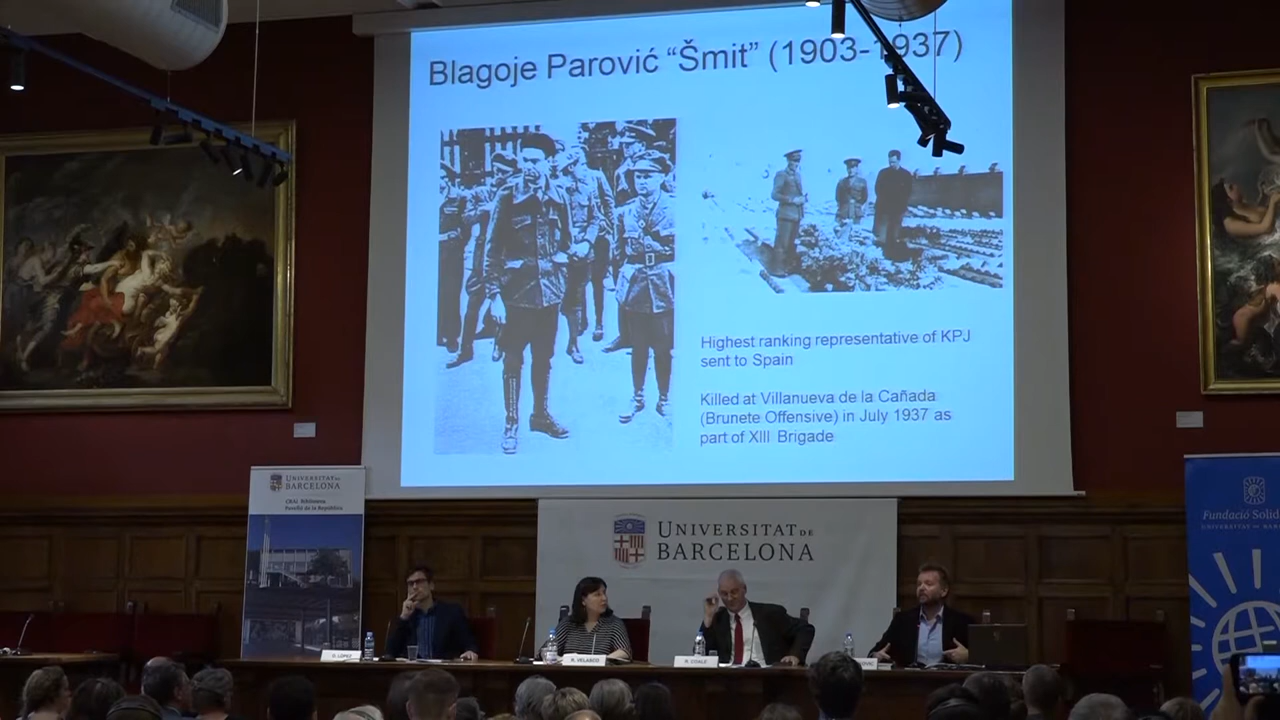 Blagoje Parović “Šmit” (1903-1937)
Highest ranking representative of KPJ
sent to Spain
Killed at Villanueva de la Cañada
(Brunete Offensive) in July 1937 as
part of XIII Brigade
UNIVERSITAT DE
BARCELONA
CRAI Biblioteca
Pavelló de la República
UNIVERSITAT DE
BARCELONA
Fundació
D. LÓPEZ